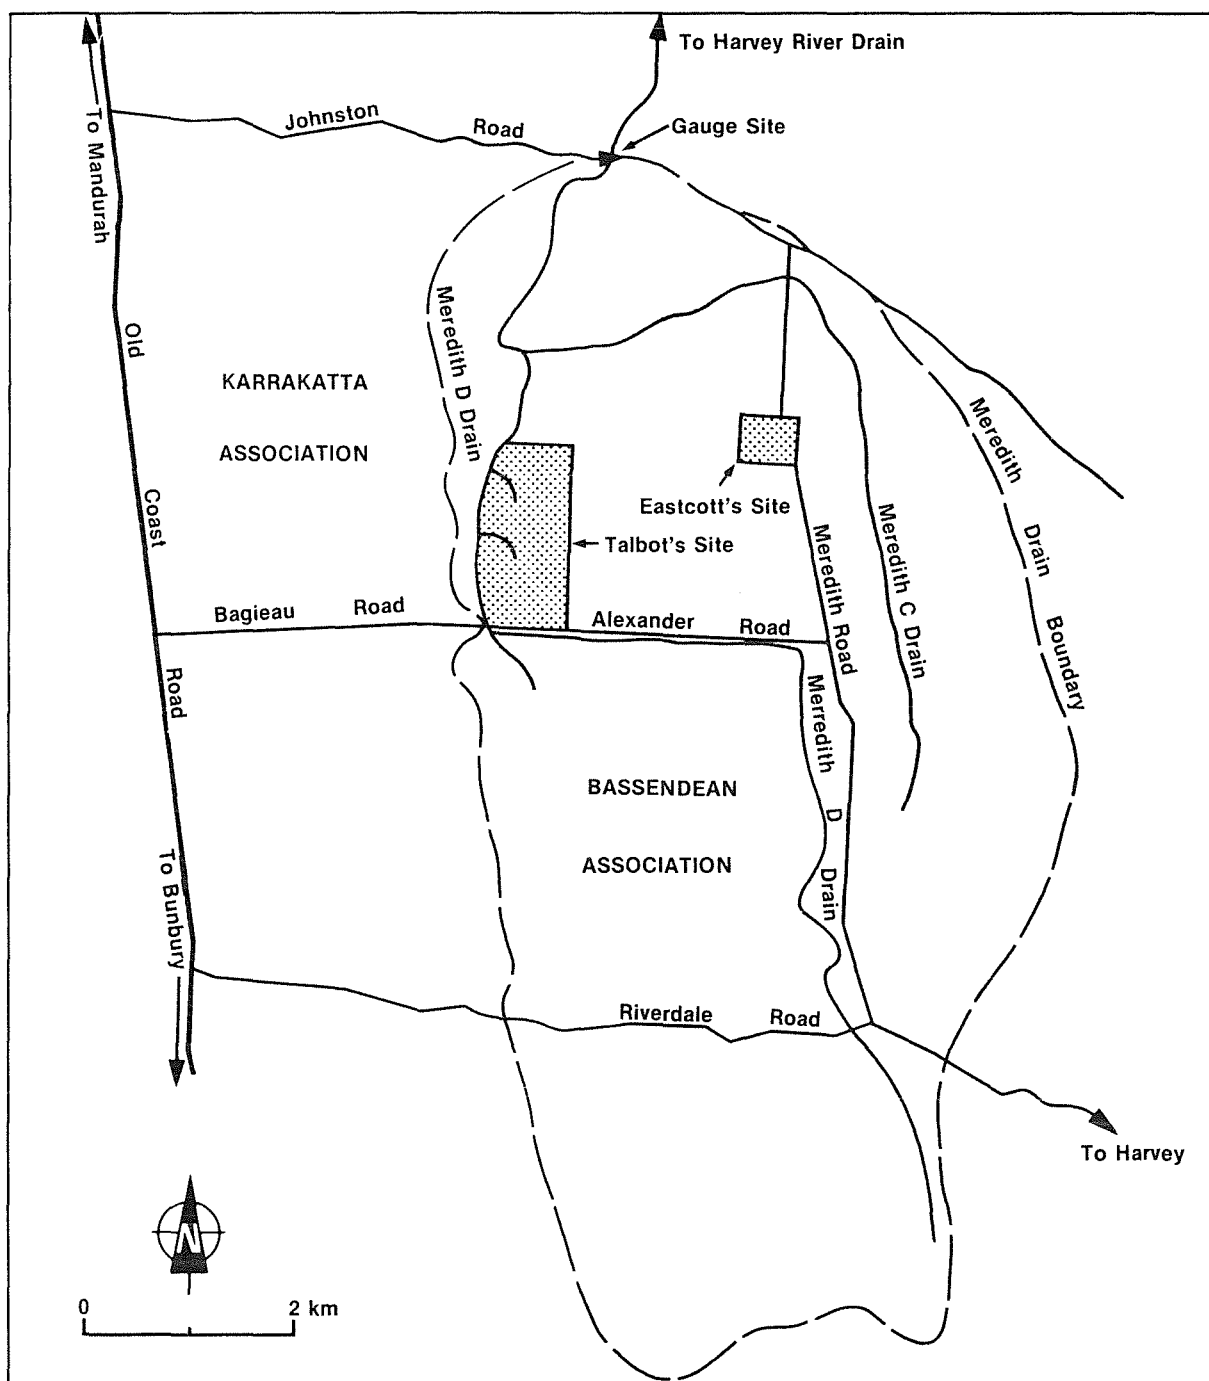 To Harvey River Drain
Gauge Site
Johnston Road
To Mandurah
Old Coast Road
Meredith D Drain
KARRAKATTA
ASSOCIATION
Eastcott's Site
Talbot's Site
Meredith Drain Boundary
Meredith C Drain
Meredith Road
Bagieau Road
Alexander Road
Merredith D Drain
BASSENDEAN
ASSOCIATION
To Bunbury
Riverdale Road
To Harvey
N
0 2 km